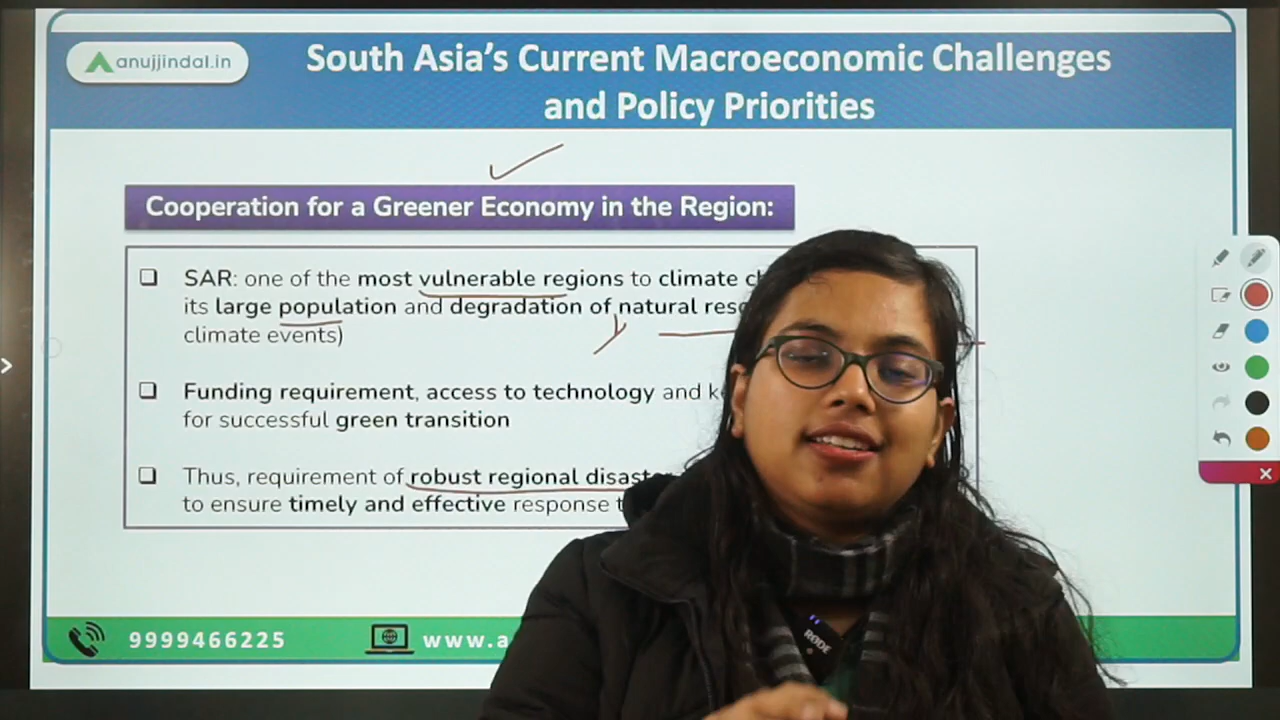 anujjindal.in
South Asia's Current Macroeconomic Challenges
and Policy Priorities
Cooperation for a Greener Economy in the Region:
SAR: one of the most vulnerable regions to climate
its large population and degradation of natural
climate events)
Funding requirement, access to technology and
for successful green transition
Thus, requirement of robust regional
to ensure timely and effective response
9999466225
RØDE